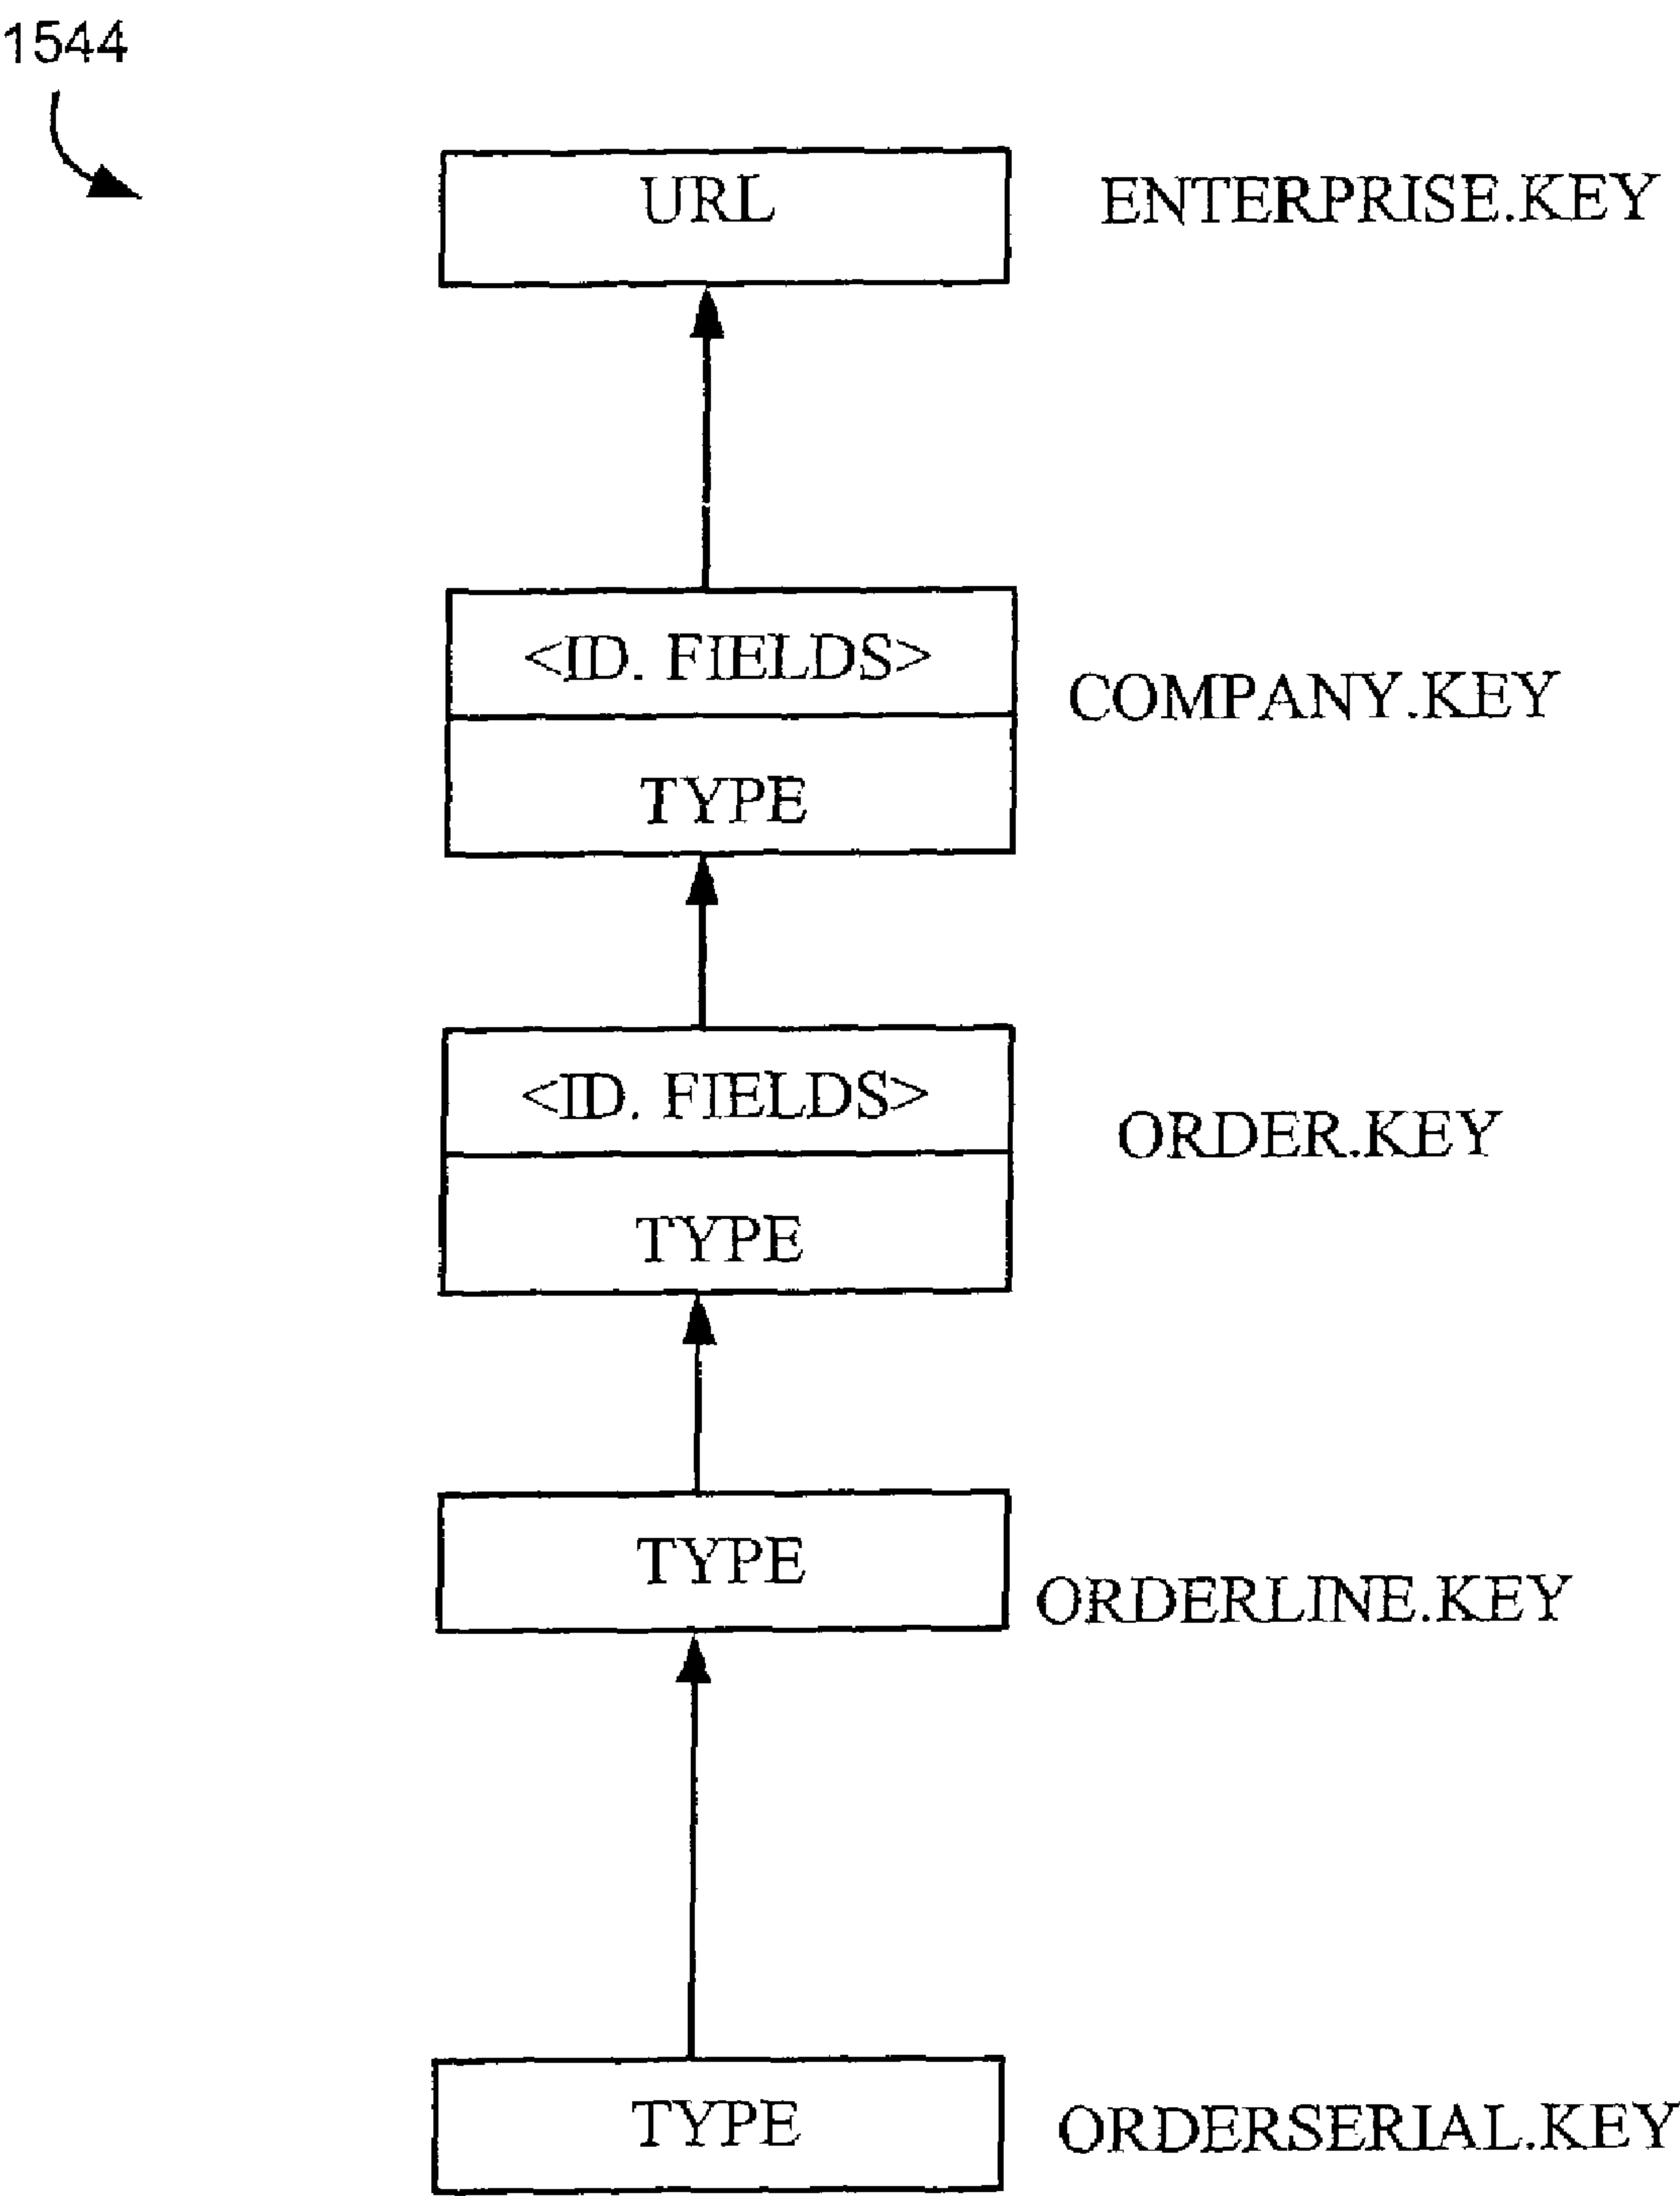 1544
URL
ENTERPRISE.KEY
<ID. FIELDS>
COMPANY.KEY
TYPE
<ID. FIELDS>
ORDER.KEY
TYPE
TYPE
ORDERLINE.KEY
TYPE
ORDERSERIAL.KEY